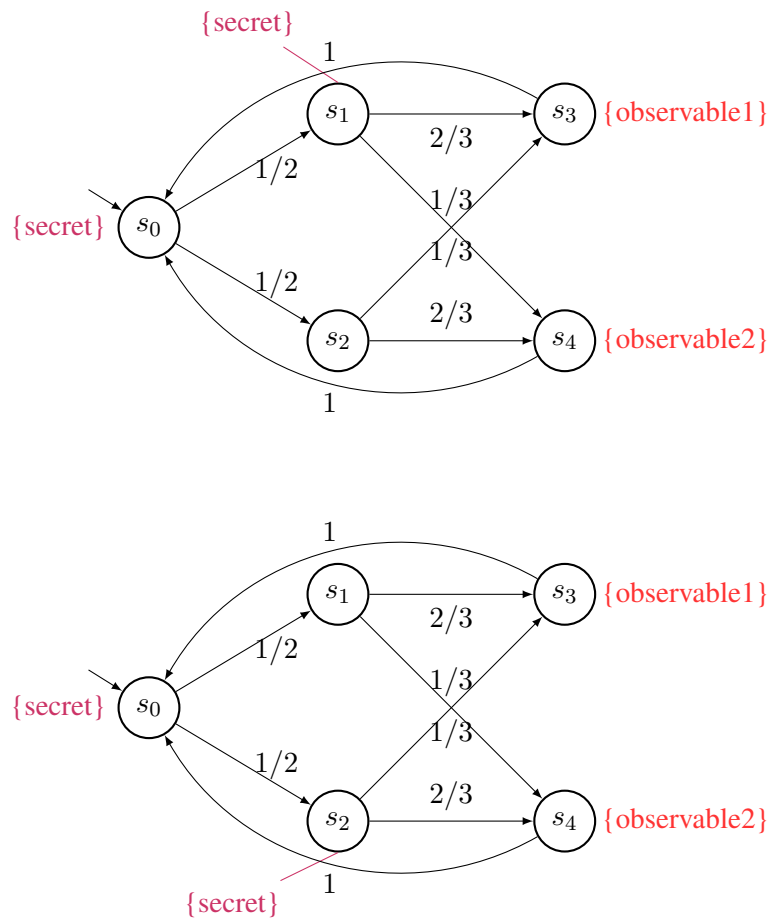 {secret}
1
s₁
s₃
{observable1}
2/3
1/2
1/3
{secret}
s₀
1/3
1/2
2/3
s₂
s₄
{observable2}
1
1
s₁
s₃
{observable1}
2/3
1/2
1/3
{secret}
s₀
1/3
1/2
2/3
s₂
s₄
{observable2}
1
{secret}